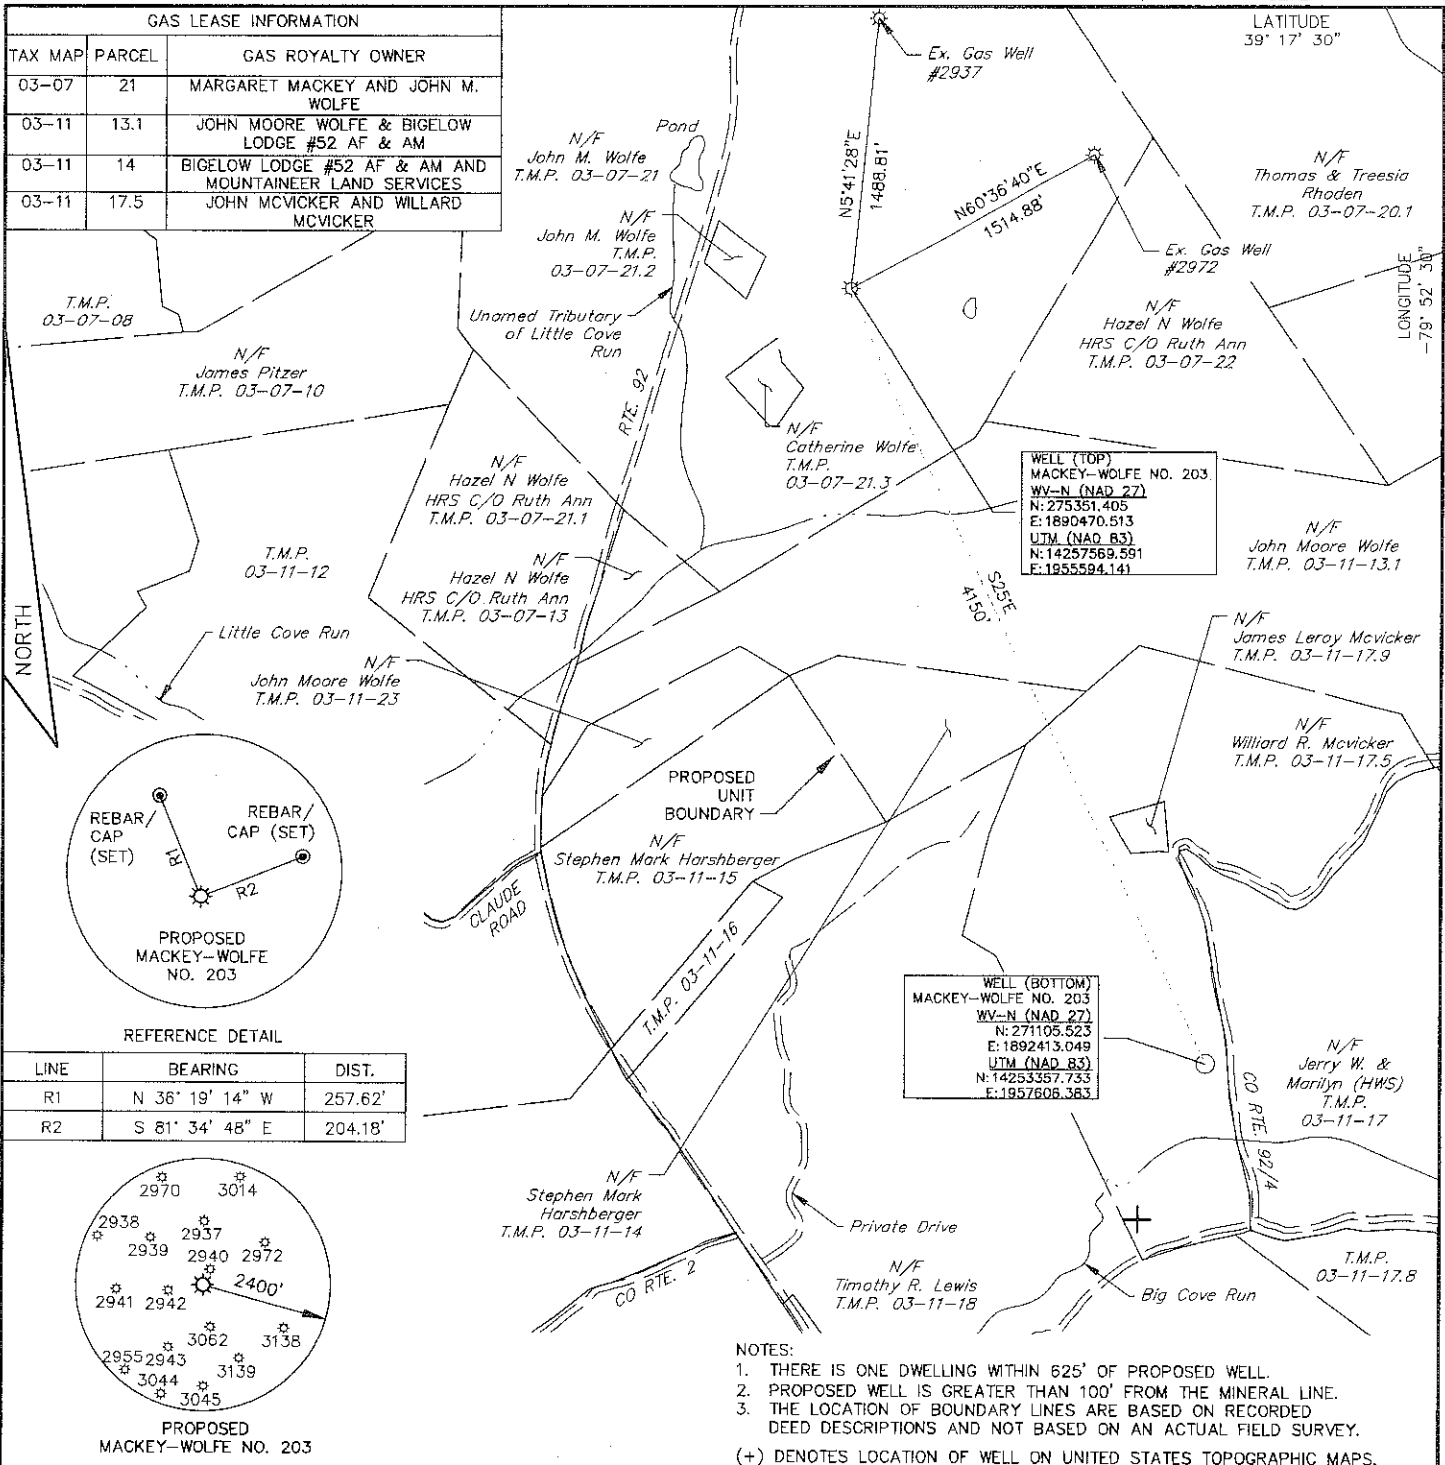 GAS LEASE INFORMATION
TAX MAP PARCEL GAS ROYALTY OWNER
03-07 21 MARGARET MACKEY AND JOHN M.
WOLFE
03-11 13.1 JOHN MOORE WOLFE & BIGELOW
LODGE #52 AF & AM
03-11 14 BIGELOW LODGE #52 AF & AM AND
MOUNTAINEER LAND SERVICES
03-11 17.5 JOHN MCVICKER AND WILLARD
MCVICKER
LATITUDE
39° 17' 30"
LONGITUDE
-79° 52' 30"
Ex. Gas Well
#2937
N5°41'28"E
1488.81'
N60°36'40"E
1514.88'
Ex. Gas Well
#2972
N/F
Thomas & Treesia
Rhoden
T.M.P. 03-07-20.1
N/F
John M. Wolfe
T.M.P. 03-07-21
Pond
N/F
John M. Wolfe
T.M.P.
03-07-21.2
Unamed Tributary
of Little Cove
Run
T.M.P.
03-07-08
N/F
James Pitzer
T.M.P. 03-07-10
N/F
Hazel N Wolfe
HRS C/O Ruth Ann
T.M.P. 03-07-22
RTE. 92
N/F
Catherine Wolfe
T.M.P.
03-07-21.3
N/F
Hazel N Wolfe
HRS C/O Ruth Ann
T.M.P. 03-07-21.1
WELL (TOP)
MACKEY-WOLFE NO. 203
WV-N (NAD 27)
N:275351.405
E:1890470.513
UTM (NAD 83)
N:14257569.591
E:1955594.141
N/F
John Moore Wolfe
T.M.P. 03-11-13.1
T.M.P.
03-11-12
N/F
Hazel N Wolfe
HRS C/O Ruth Ann
T.M.P. 03-07-13
S25°E
4150'
NORTH
Little Cove Run
N/F
John Moore Wolfe
T.M.P. 03-11-23
N/F
James Leroy Mcvicker
T.M.P. 03-11-17.9
N/F
Williard R. Mcvicker
T.M.P. 03-11-17.5
PROPOSED
UNIT
BOUNDARY
REBAR/
CAP
(SET)
REBAR/
CAP (SET)
R1
R2
PROPOSED
MACKEY-WOLFE
NO. 203
N/F
Stephen Mark Harshberger
T.M.P. 03-11-15
CLAUDE
ROAD
T.M.P. 03-11-16
WELL (BOTTOM)
MACKEY-WOLFE NO. 203
WV-N (NAD 27)
N:271105.523
E:1892413.049
UTM (NAD 83)
N:14253357.733
E:1957606.383
REFERENCE DETAIL
LINE BEARING DIST.
R1 N 36° 19' 14" W 257.62'
R2 S 81° 34' 48" E 204.18'
N/F
Jerry W. &
Marilyn (HWS)
T.M.P.
03-11-17
CO RTE. 92/4
N/F
Stephen Mark
Harshberger
T.M.P. 03-11-14
Private Drive
CO RTE. 2
N/F
Timothy R. Lewis
T.M.P. 03-11-18
Big Cove Run
T.M.P.
03-11-17.8
2970 3014
2938 2937
2939 2940 2972
2400'
2941 2942
3062 3138
2955 2943 3139
3044
3045
PROPOSED
MACKEY-WOLFE NO. 203
NOTES:
1. THERE IS ONE DWELLING WITHIN 625' OF PROPOSED WELL.
2. PROPOSED WELL IS GREATER THAN 100' FROM THE MINERAL LINE.
3. THE LOCATION OF BOUNDARY LINES ARE BASED ON RECORDED
DEED DESCRIPTIONS AND NOT BASED ON AN ACTUAL FIELD SURVEY.
(+) DENOTES LOCATION OF WELL ON UNITED STATES TOPOGRAPHIC MAPS.